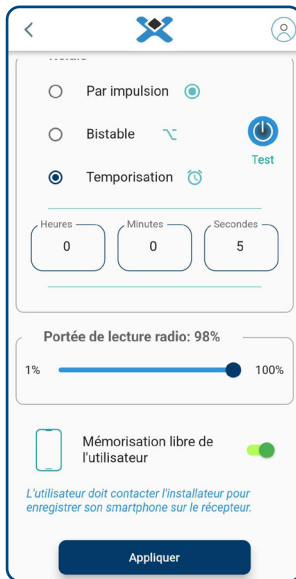 Par impulsion
Bistable
Test
Temporisation
Heures
Minutes
Secondes
0
0
5
Portée de lecture radio: 98%
1%
100%
Mémorisation libre de
l'utilisateur
L'utilisateur doit contacter l'installateur pour
enregistrer son smartphone sur le récepteur.
Appliquer